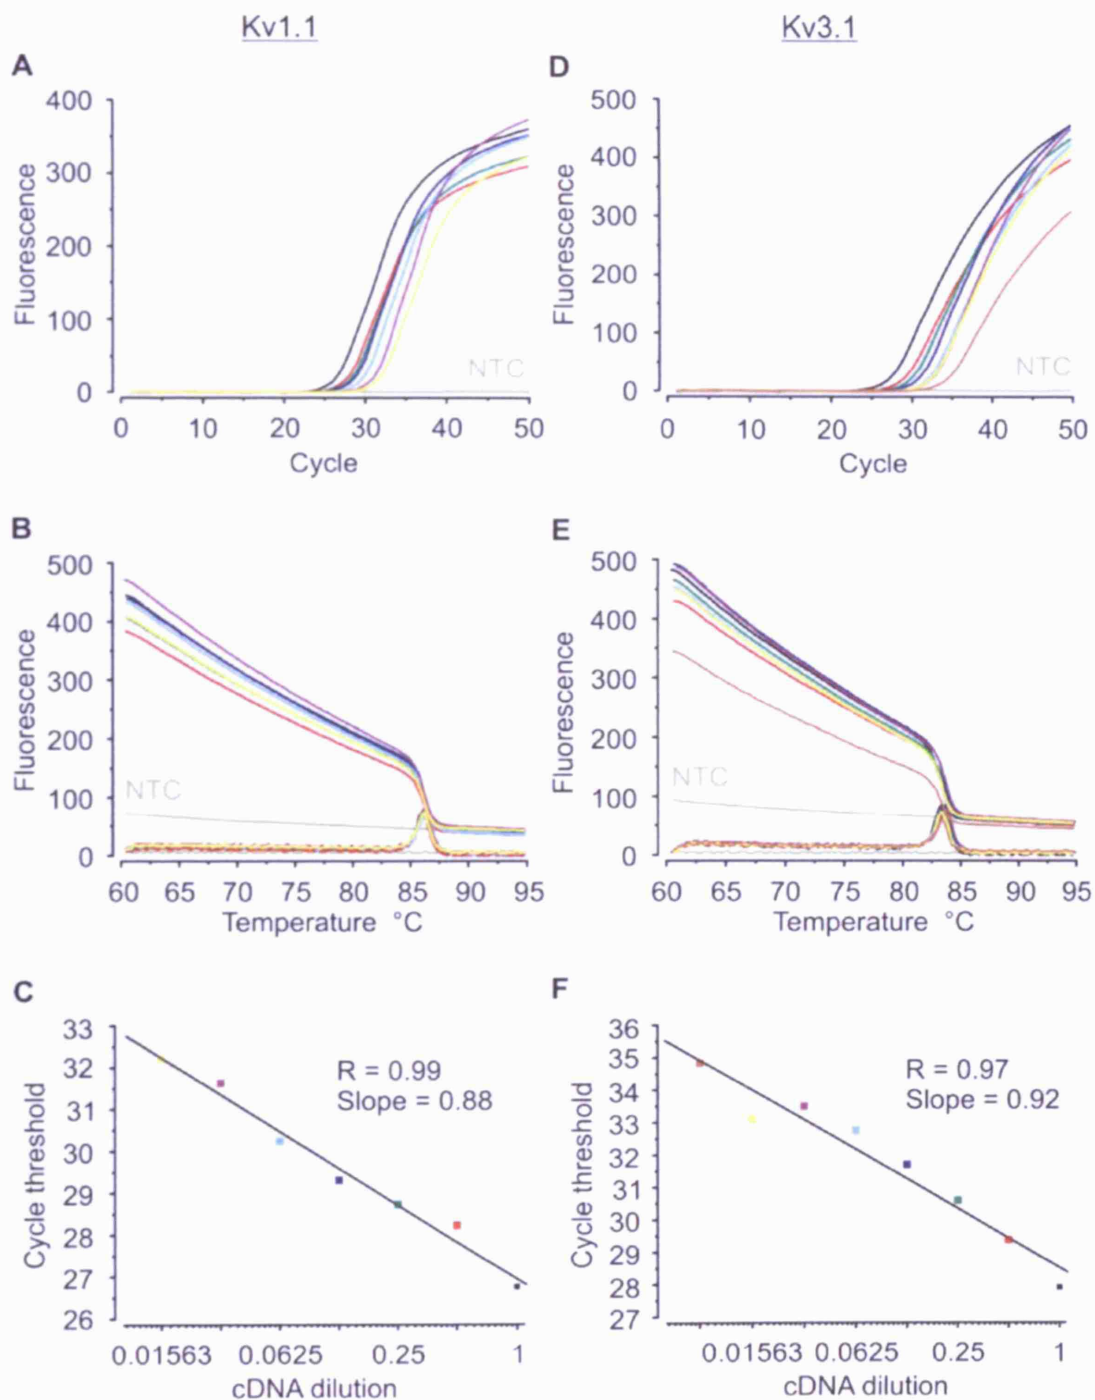 Kv1.1
Kv3.1
A
400
300
200
100
0
Fluorescence
NTC
0 10 20 30 40 50
Cycle
D
500
400
300
200
100
0
Fluorescence
NTC
0 10 20 30 40 50
Cycle
B
500
400
300
200
100
0
Fluorescence
NTC
60 65 70 75 80 85 90 95
Temperature °C
E
500
400
300
200
100
0
Fluorescence
NTC
60 65 70 75 80 85 90 95
Temperature °C
C
33
32
31
30
29
28
27
26
Cycle threshold
R = 0.99
Slope = 0.88
0.01563 0.0625 0.25 1
cDNA dilution
F
36
35
34
33
32
31
30
29
28
27
Cycle threshold
R = 0.97
Slope = 0.92
0.01563 0.0625 0.25 1
cDNA dilution